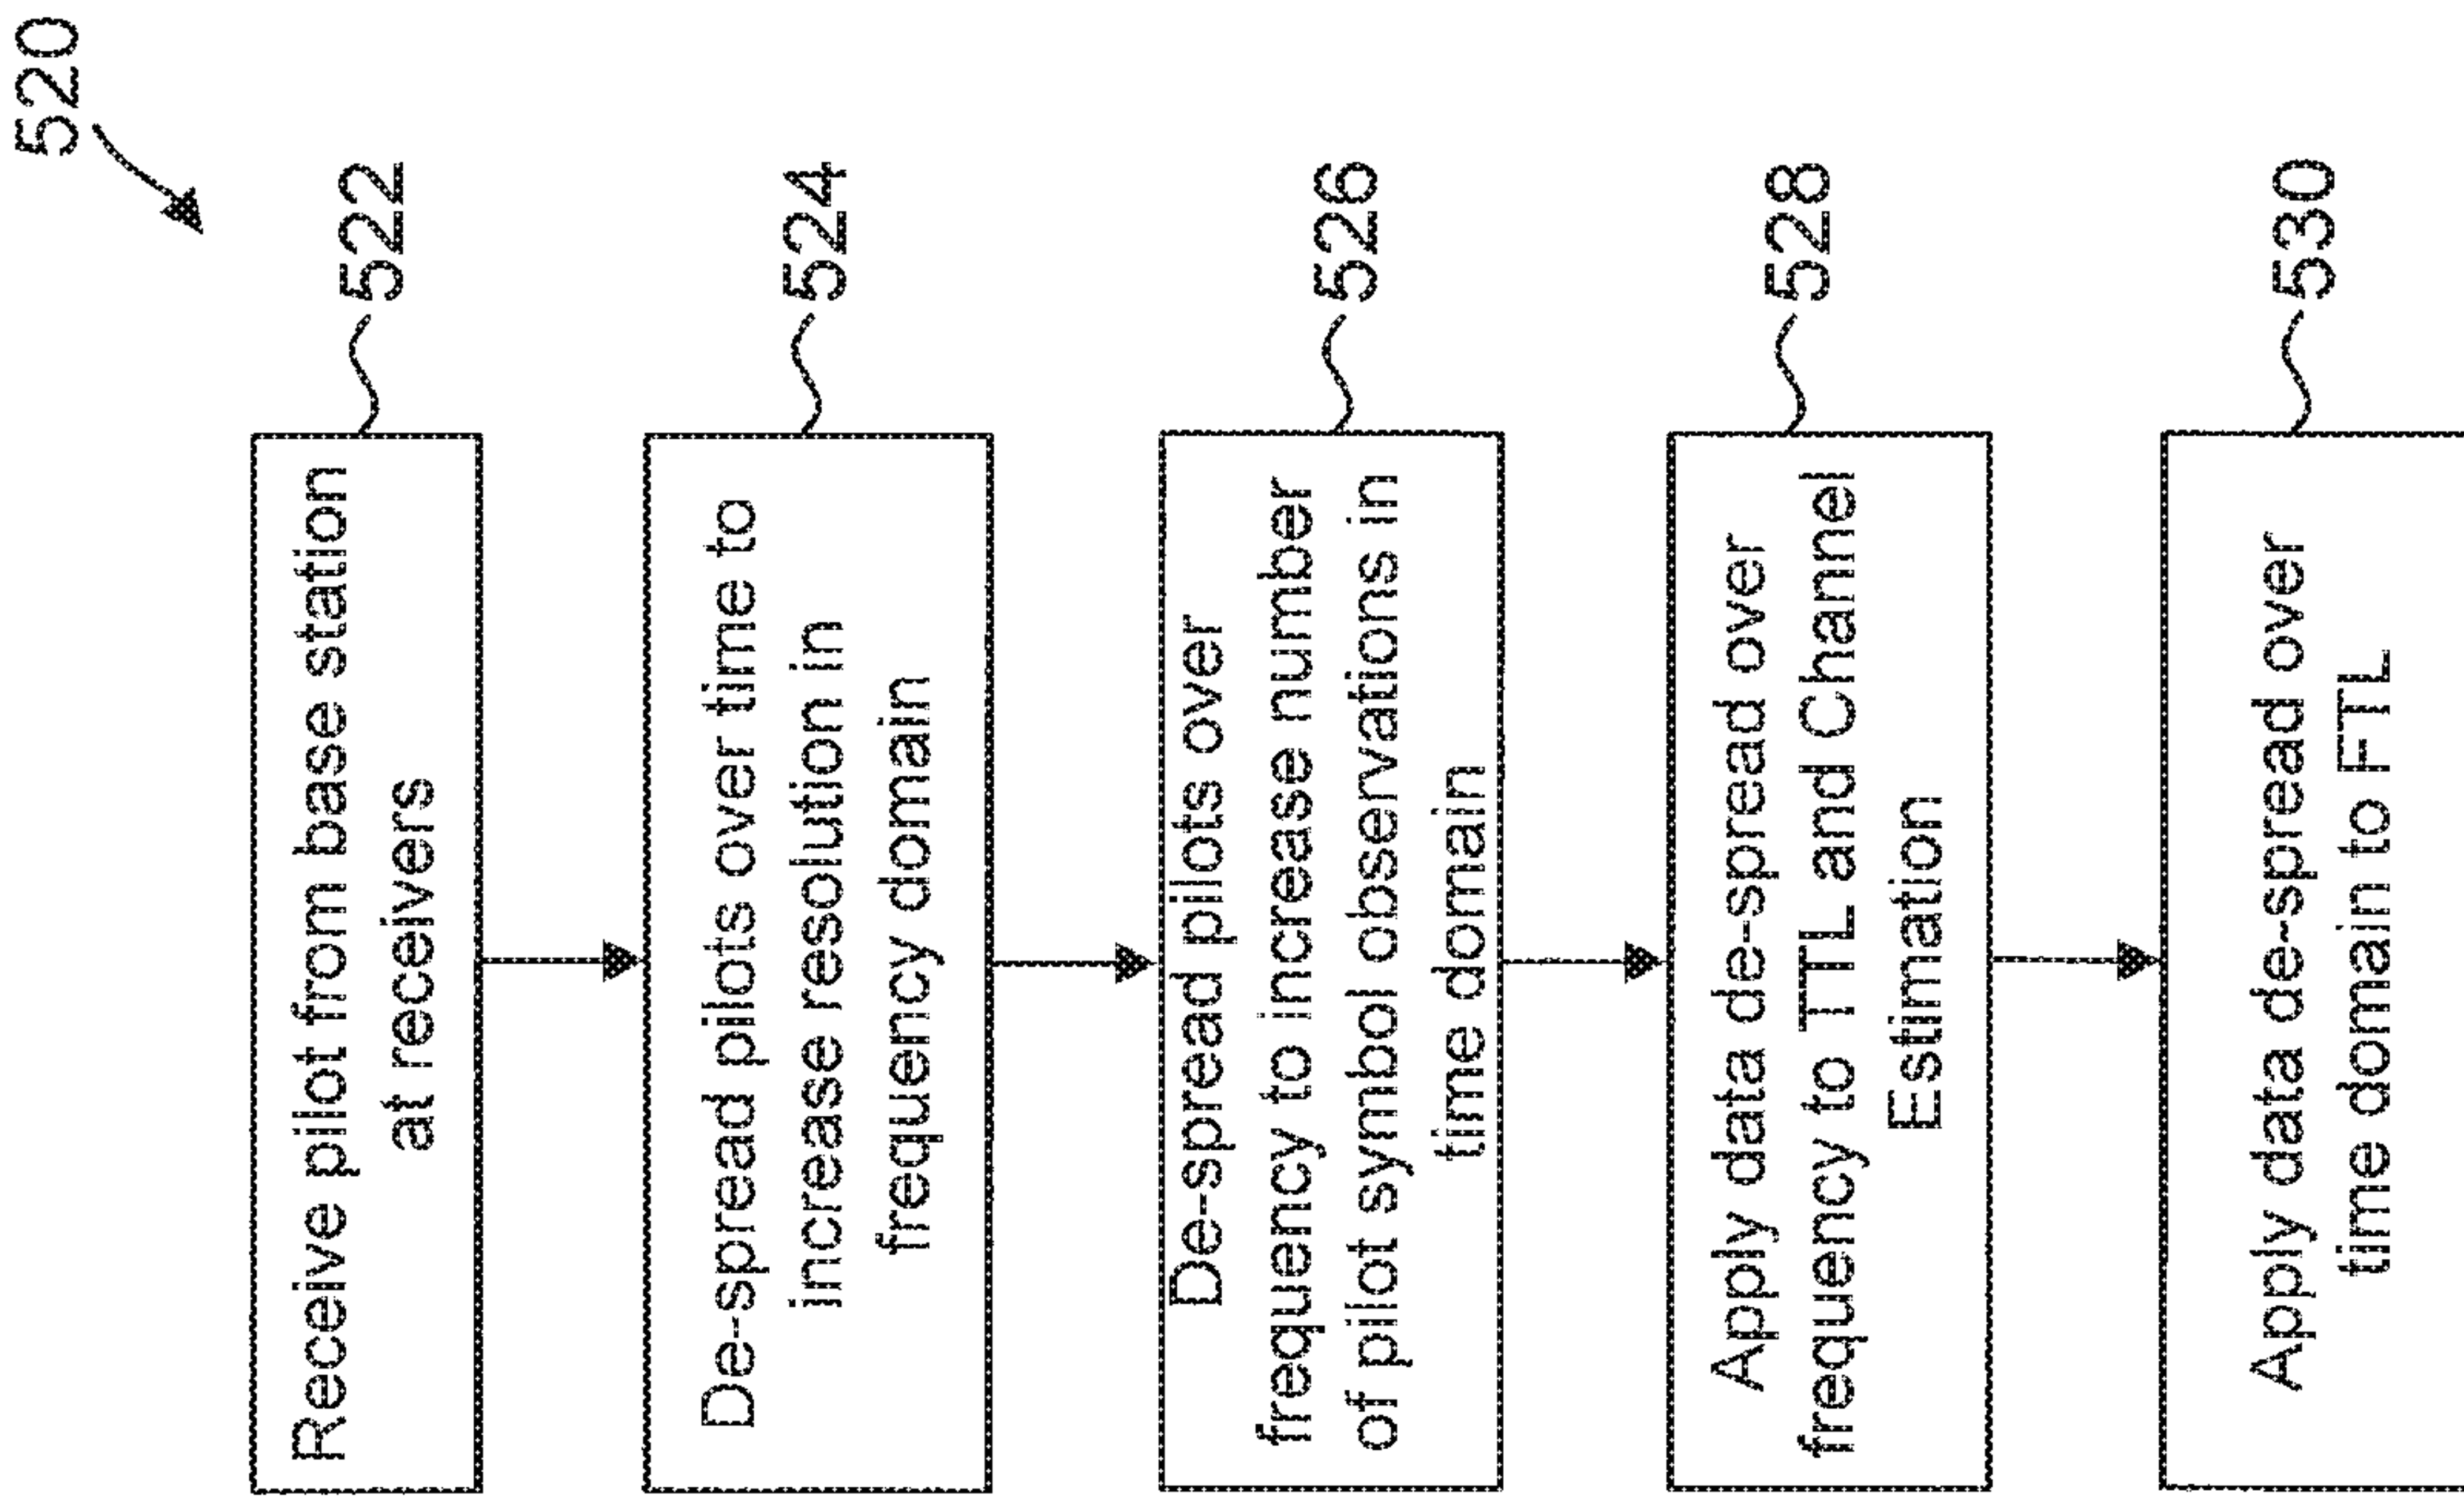 520
Receive pilot from base station
at receivers
522
De-spread pilots over time to
increase resolution in
frequency domain
524
De-spread pilots over
frequency to increase number
of pilot symbol observations in
time domain
526
Apply data de-spread over
frequency to TTL and Channel
Estimation
528
Apply data de-spread over
time domain to FTL
530